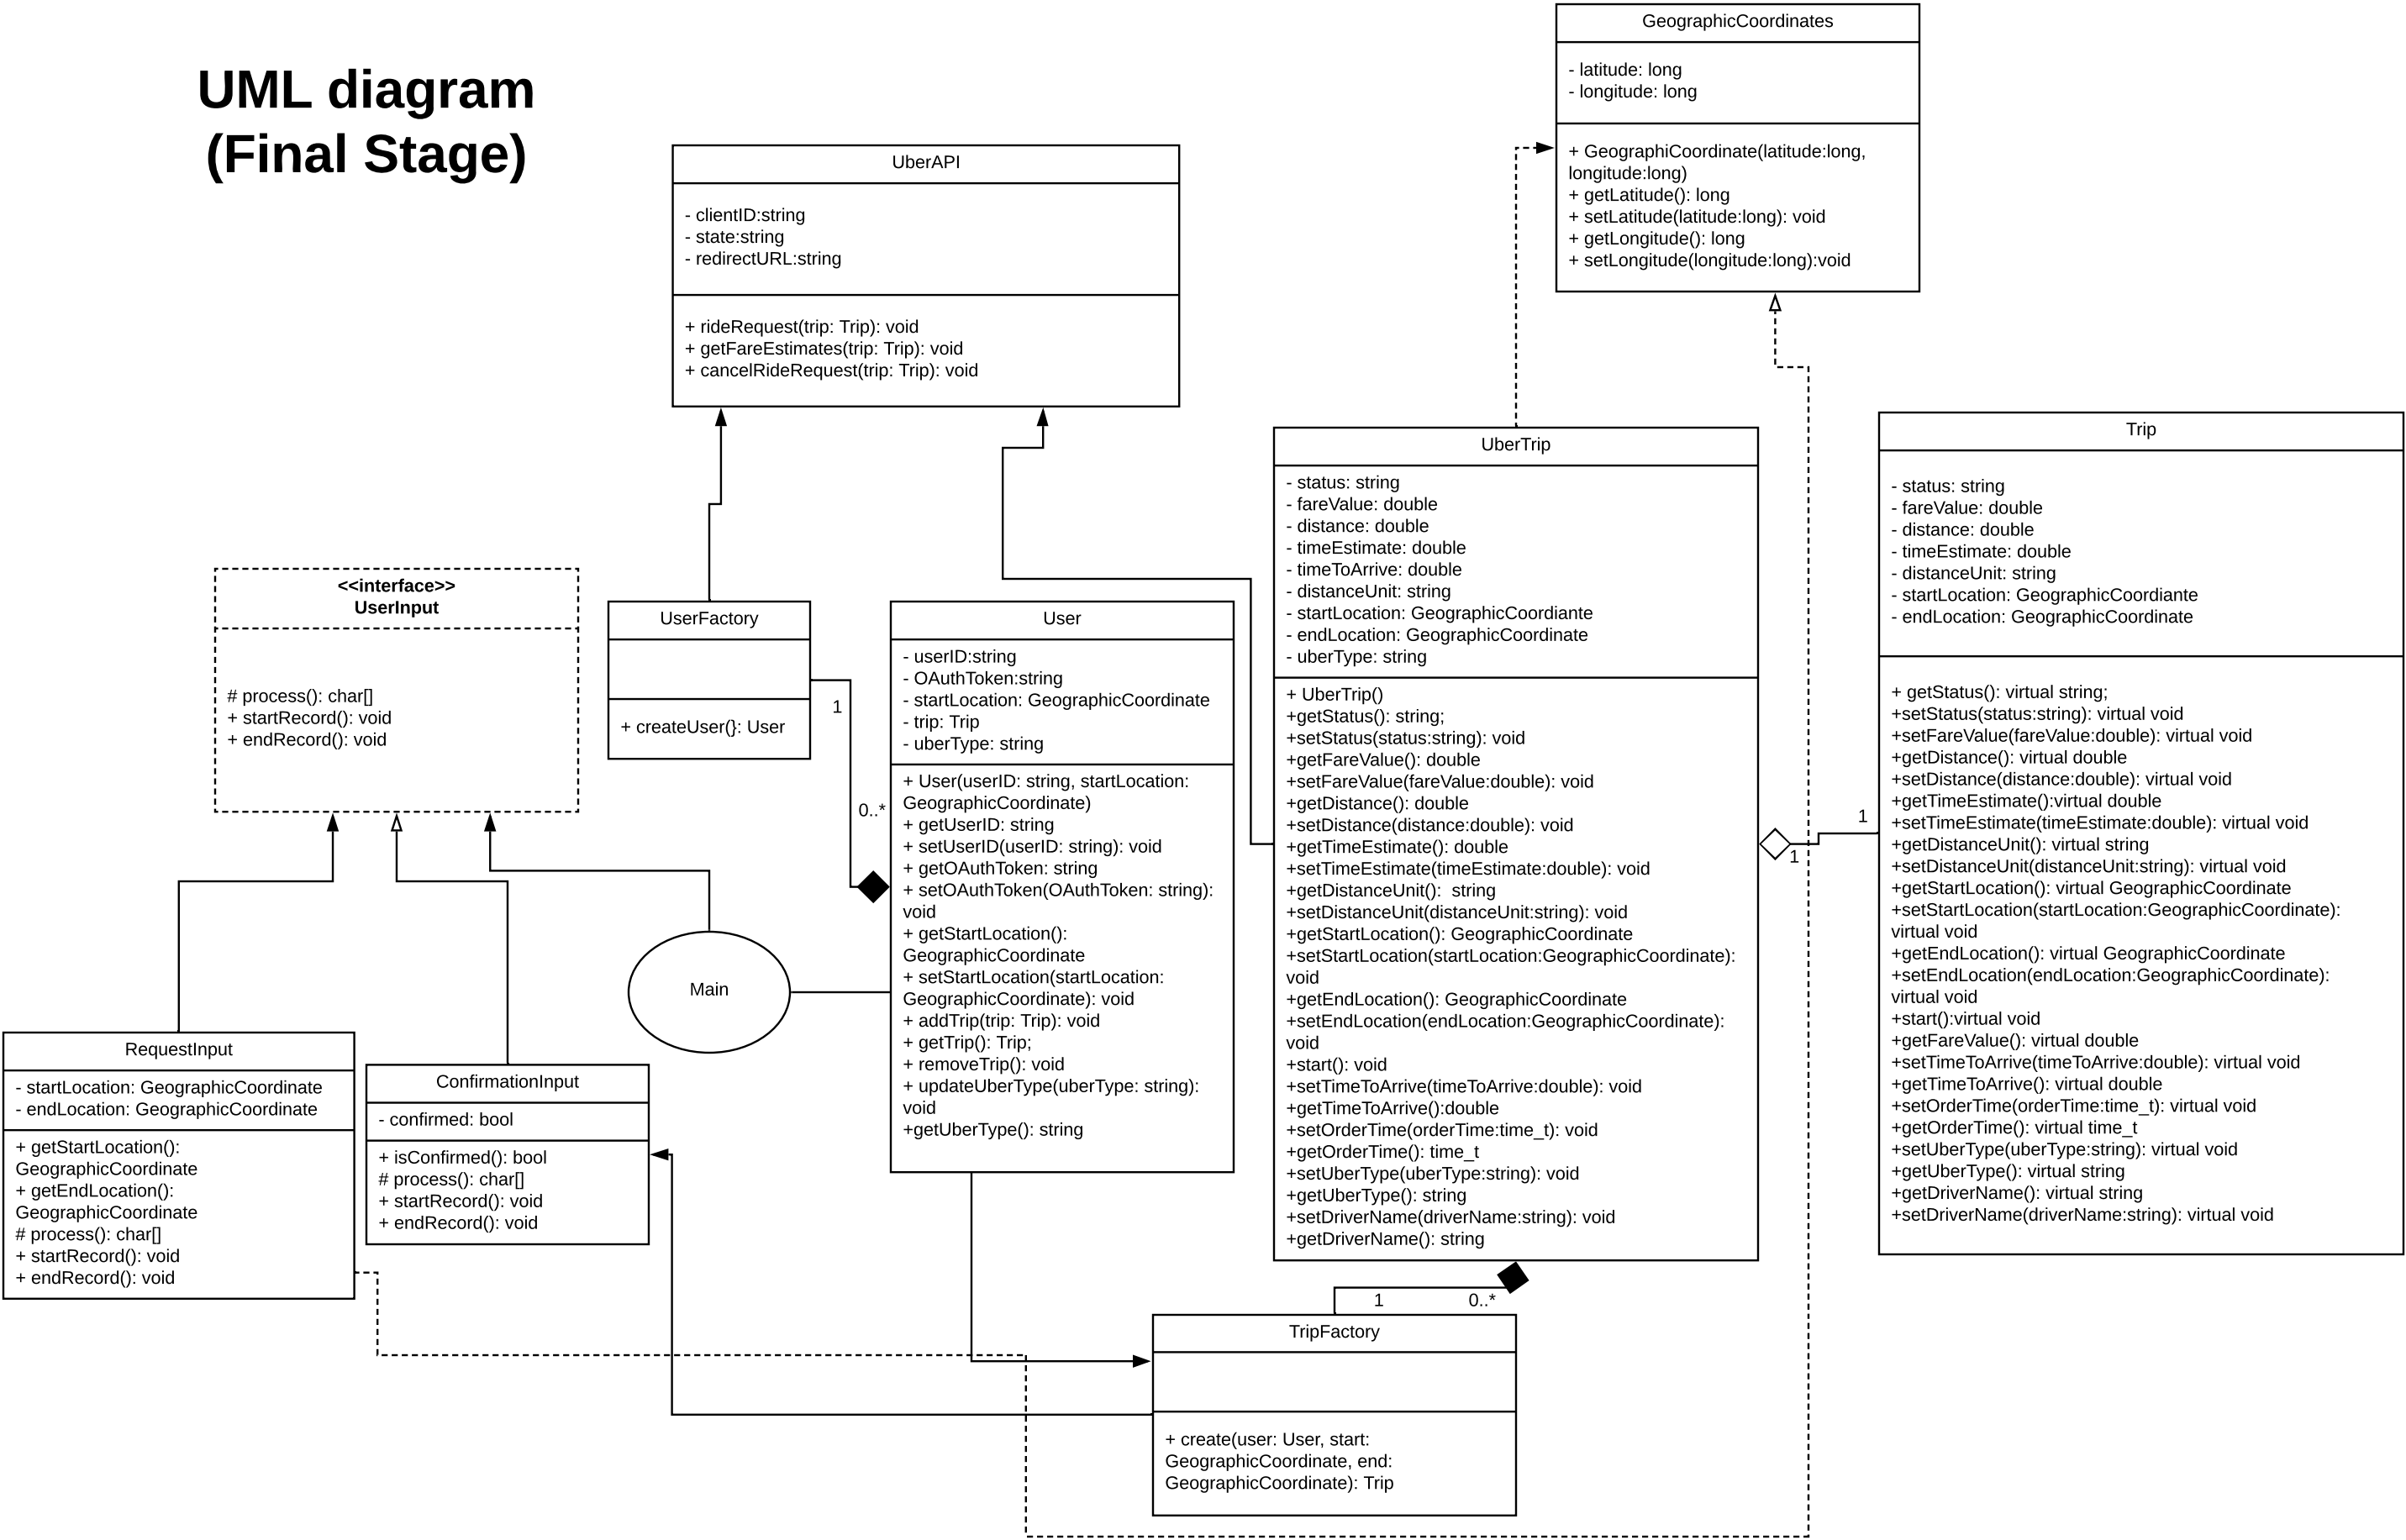 UML diagram
(Final Stage)
GeographicCoordinates
- latitude: long
- longitude: long
+ GeographiCoordinate(latitude:long,
longitude:long)
+ getLatitude(): long
+ setLatitude(latitude:long): void
+ getLongitude(): long
+ setLongitude(longitude:long):void
UberAPI
- clientID:string
- state:string
- redirectURL:string
+ rideRequest(trip: Trip): void
+ getFareEstimates(trip: Trip): void
+ cancelRideRequest(trip: Trip): void
<<interface>>
UserInput
# process(): char[]
+ startRecord(): void
+ endRecord(): void
UserFactory
+ createUser(}: User
1
0..*
User
- userID:string
- OAuthToken:string
- startLocation: GeographicCoordinate
- trip: Trip
- uberType: string
+ User(userID: string, startLocation:
GeographicCoordinate)
+ getUserID: string
+ setUserID(userID: string): void
+ getOAuthToken: string
+ setOAuthToken(OAuthToken: string):
void
+ getStartLocation():
GeographicCoordinate
+ setStartLocation(startLocation:
GeographicCoordinate): void
+ addTrip(trip: Trip): void
+ getTrip(): Trip;
+ removeTrip(): void
+ updateUberType(uberType: string):
void
+getUberType(): string
UberTrip
- status: string
- fareValue: double
- distance: double
- timeEstimate: double
- timeToArrive: double
- distanceUnit: string
- startLocation: GeographicCoordiante
- endLocation: GeographicCoordinate
- uberType: string
+ UberTrip()
+getStatus(): string;
+setStatus(status:string): void
+getFareValue(): double
+setFareValue(fareValue:double): void
+getDistance(): double
+setDistance(distance:double): void
+getTimeEstimate(): double
+setTimeEstimate(timeEstimate:double): void
+getDistanceUnit():  string
+setDistanceUnit(distanceUnit:string): void
+getStartLocation(): GeographicCoordinate
+setStartLocation(startLocation:GeographicCoordinate):
void
+getEndLocation(): GeographicCoordinate
+setEndLocation(endLocation:GeographicCoordinate):
void
+start(): void
+setTimeToArrive(timeToArrive:double): void
+getTimeToArrive():double
+setOrderTime(orderTime:time_t): void
+getOrderTime(): time_t
+setUberType(uberType:string): void
+getUberType(): string
+setDriverName(driverName:string): void
+getDriverName(): string
1
1
Trip
- status: string
- fareValue: double
- distance: double
- timeEstimate: double
- distanceUnit: string
- startLocation: GeographicCoordiante
- endLocation: GeographicCoordinate
+ getStatus(): virtual string;
+setStatus(status:string): virtual void
+setFareValue(fareValue:double): virtual void
+getDistance(): virtual double
+setDistance(distance:double): virtual void
+getTimeEstimate():virtual double
+setTimeEstimate(timeEstimate:double): virtual void
+getDistanceUnit(): virtual string
+setDistanceUnit(distanceUnit:string): virtual void
+getStartLocation(): virtual GeographicCoordinate
+setStartLocation(startLocation:GeographicCoordinate):
virtual void
+getEndLocation(): virtual GeographicCoordinate
+setEndLocation(endLocation:GeographicCoordinate):
virtual void
+start():virtual void
+getFareValue(): virtual double
+setTimeToArrive(timeToArrive:double): virtual void
+getTimeToArrive(): virtual double
+setOrderTime(orderTime:time_t): virtual void
+getOrderTime(): virtual time_t
+setUberType(uberType:string): virtual void
+getUberType(): virtual string
+getDriverName(): virtual string
+setDriverName(driverName:string): virtual void
Main
RequestInput
- startLocation: GeographicCoordinate
- endLocation: GeographicCoordinate
+ getStartLocation():
GeographicCoordinate
+ getEndLocation():
GeographicCoordinate
# process(): char[]
+ startRecord(): void
+ endRecord(): void
ConfirmationInput
- confirmed: bool
+ isConfirmed(): bool
# process(): char[]
+ startRecord(): void
+ endRecord(): void
1
0..*
TripFactory
+ create(user: User, start:
GeographicCoordinate, end:
GeographicCoordinate): Trip